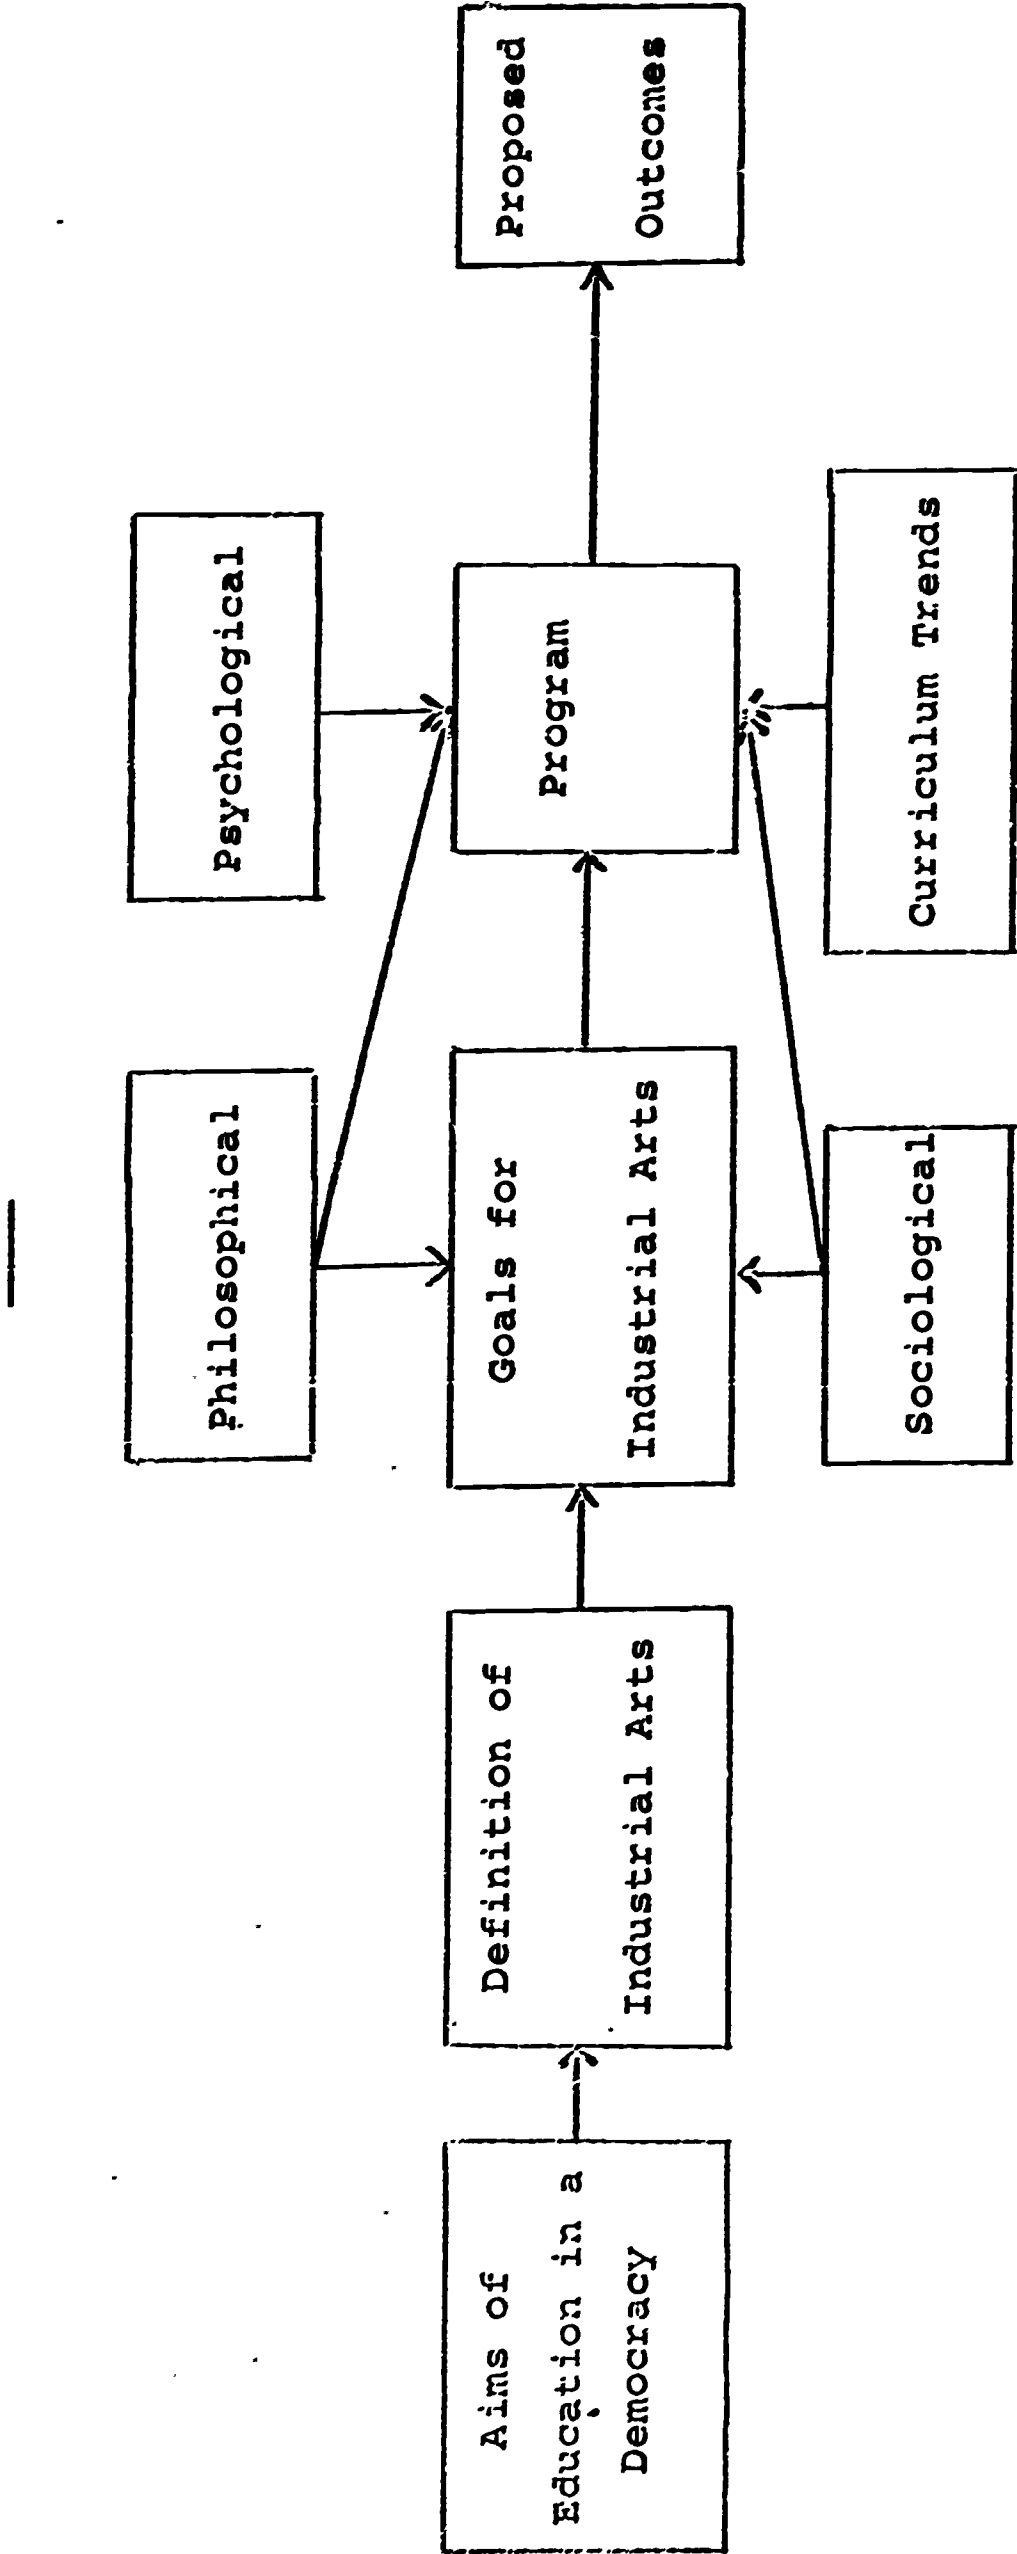 Philosophical
Psychological
Aims of
Education in a
Democracy
Definition of
Industrial Arts
Goals for
Industrial Arts
Program
Proposed
Outcomes
Sociological
Curriculum Trends